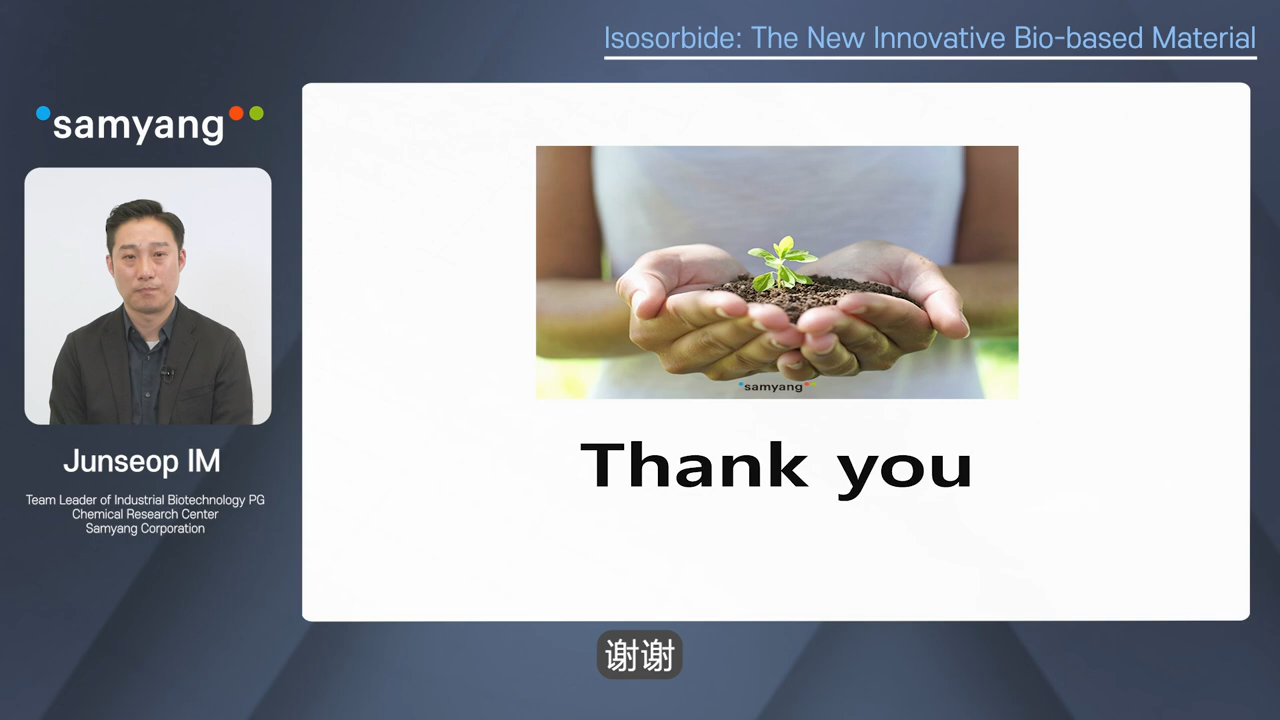 Isosorbide: The New Innovative Bio-based Material
samyang
Junseop IM
Team Leader of Industrial Biotechnology PG
Chemical Research Center
Samyang Corporation
samyang
Thank you
谢谢